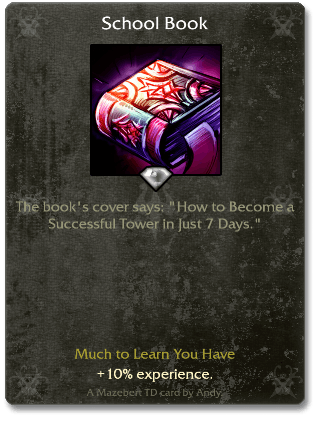 School Book
The book's cover says: "How to Become a
Successful Tower in Just 7 Days."
Much to Learn You Have
+10% experience.
A Mazebert TD card by Andy